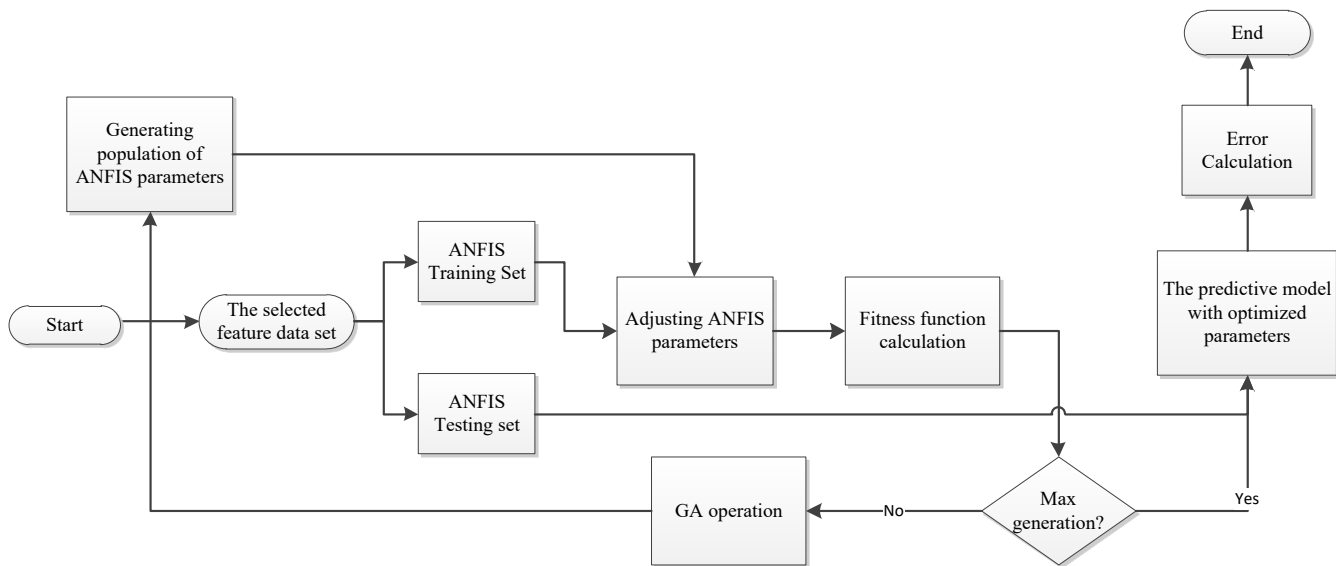 End
Generating
population of
ANFIS parameters
Error
Calculation
ANFIS
Training Set
The selected
feature data set
Start
Adjusting ANFIS
parameters
Fitness function
calculation
The predictive model
with optimized
parameters
ANFIS
Testing set
GA operation
No
Max
generation?
Yes